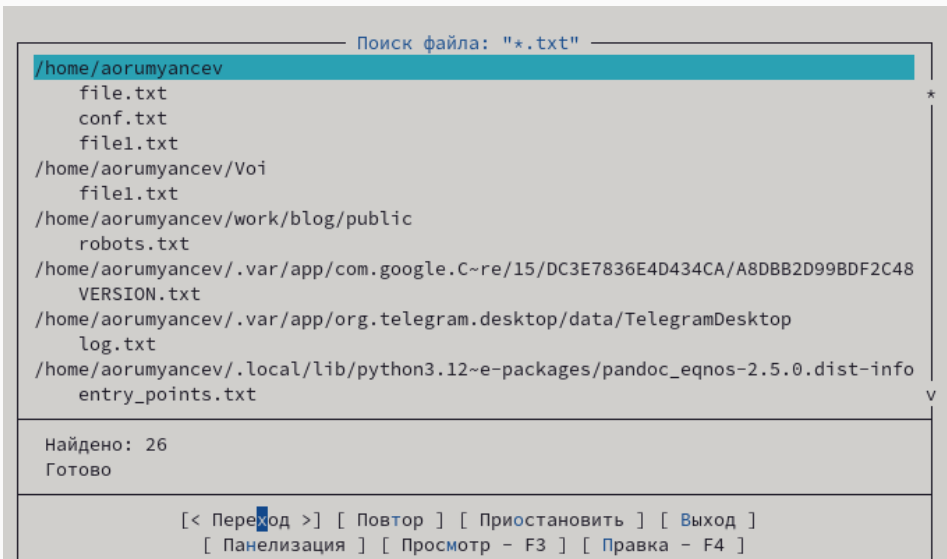 Поиск файла: "*.txt"
/home/aorumyancev
file.txt
conf.txt
file1.txt
/home/aorumyancev/Voi
file1.txt
/home/aorumyancev/work/blog/public
robots.txt
/home/aorumyancev/.var/app/com.google.C~re/15/DC3E7836E4D434CA/A8DBB2D99BDF2C48
VERSION.txt
/home/aorumyancev/.var/app/org.telegram.desktop/data/TelegramDesktop
log.txt
/home/aorumyancev/.local/lib/python3.12~e-packages/pandoc_eqnos-2.5.0.dist-info
entry_points.txt
Найдено: 26
Готово
[< Переход >] [ Повтор ] [ Приостановить ] [ Выход ]
[ Панелизация ] [ Просмотр - F3 ] [ Правка - F4 ]